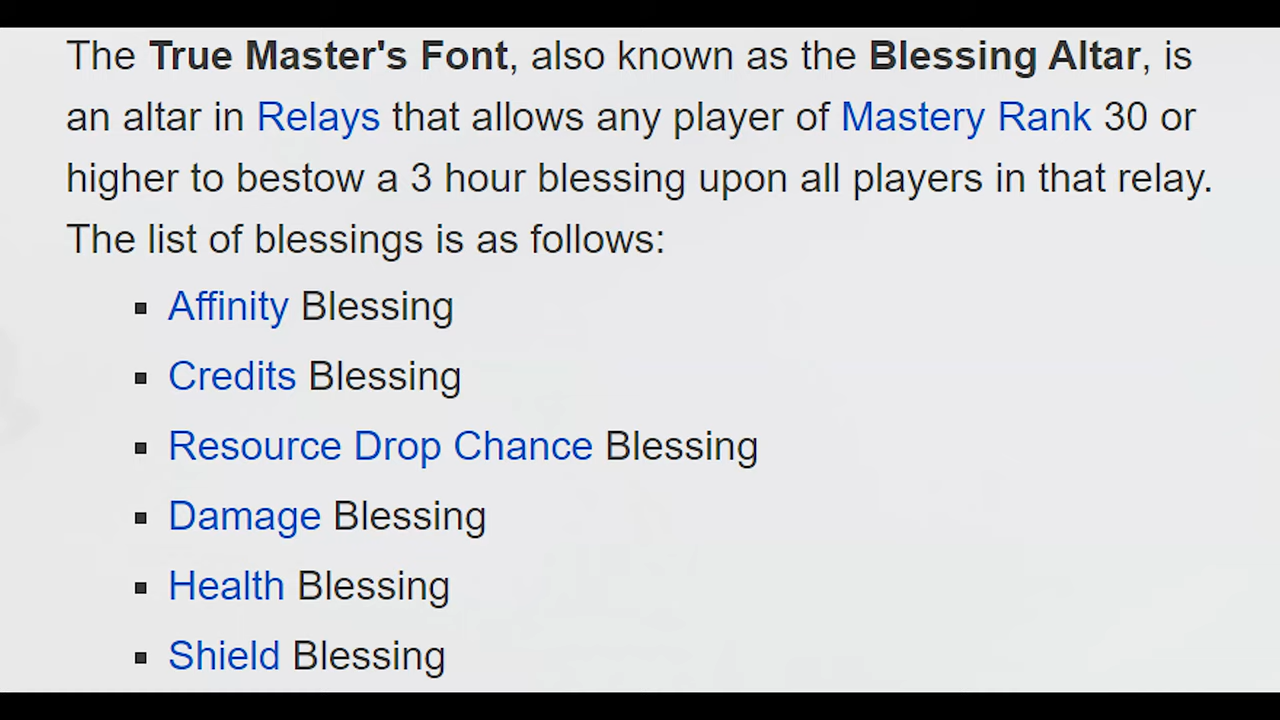 The True Master's Font, also known as the Blessing Altar, is
an altar in Relays that allows any player of Mastery Rank 30 or
higher to bestow a 3 hour blessing upon all players in that relay.
The list of blessings is as follows:
▪ Affinity Blessing
▪ Credits Blessing
▪ Resource Drop Chance Blessing
▪ Damage Blessing
▪ Health Blessing
▪ Shield Blessing